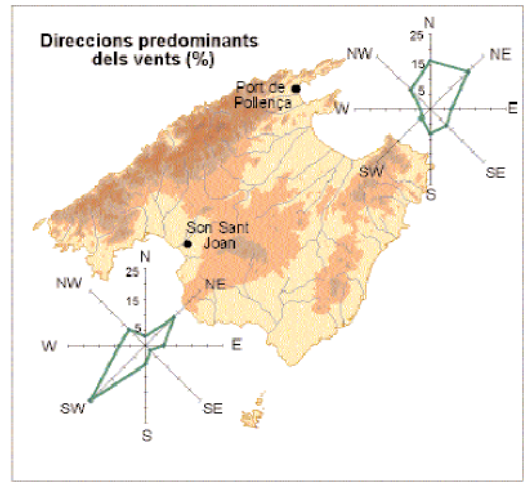 Direccions predominants
dels vents (%)
Port de
Pollença
N
25
15
5
NW
NE
W
E
SW
SE
S
Son Sant
Joan
N
25
15
5
NW
NE
W
E
SW
SE
S